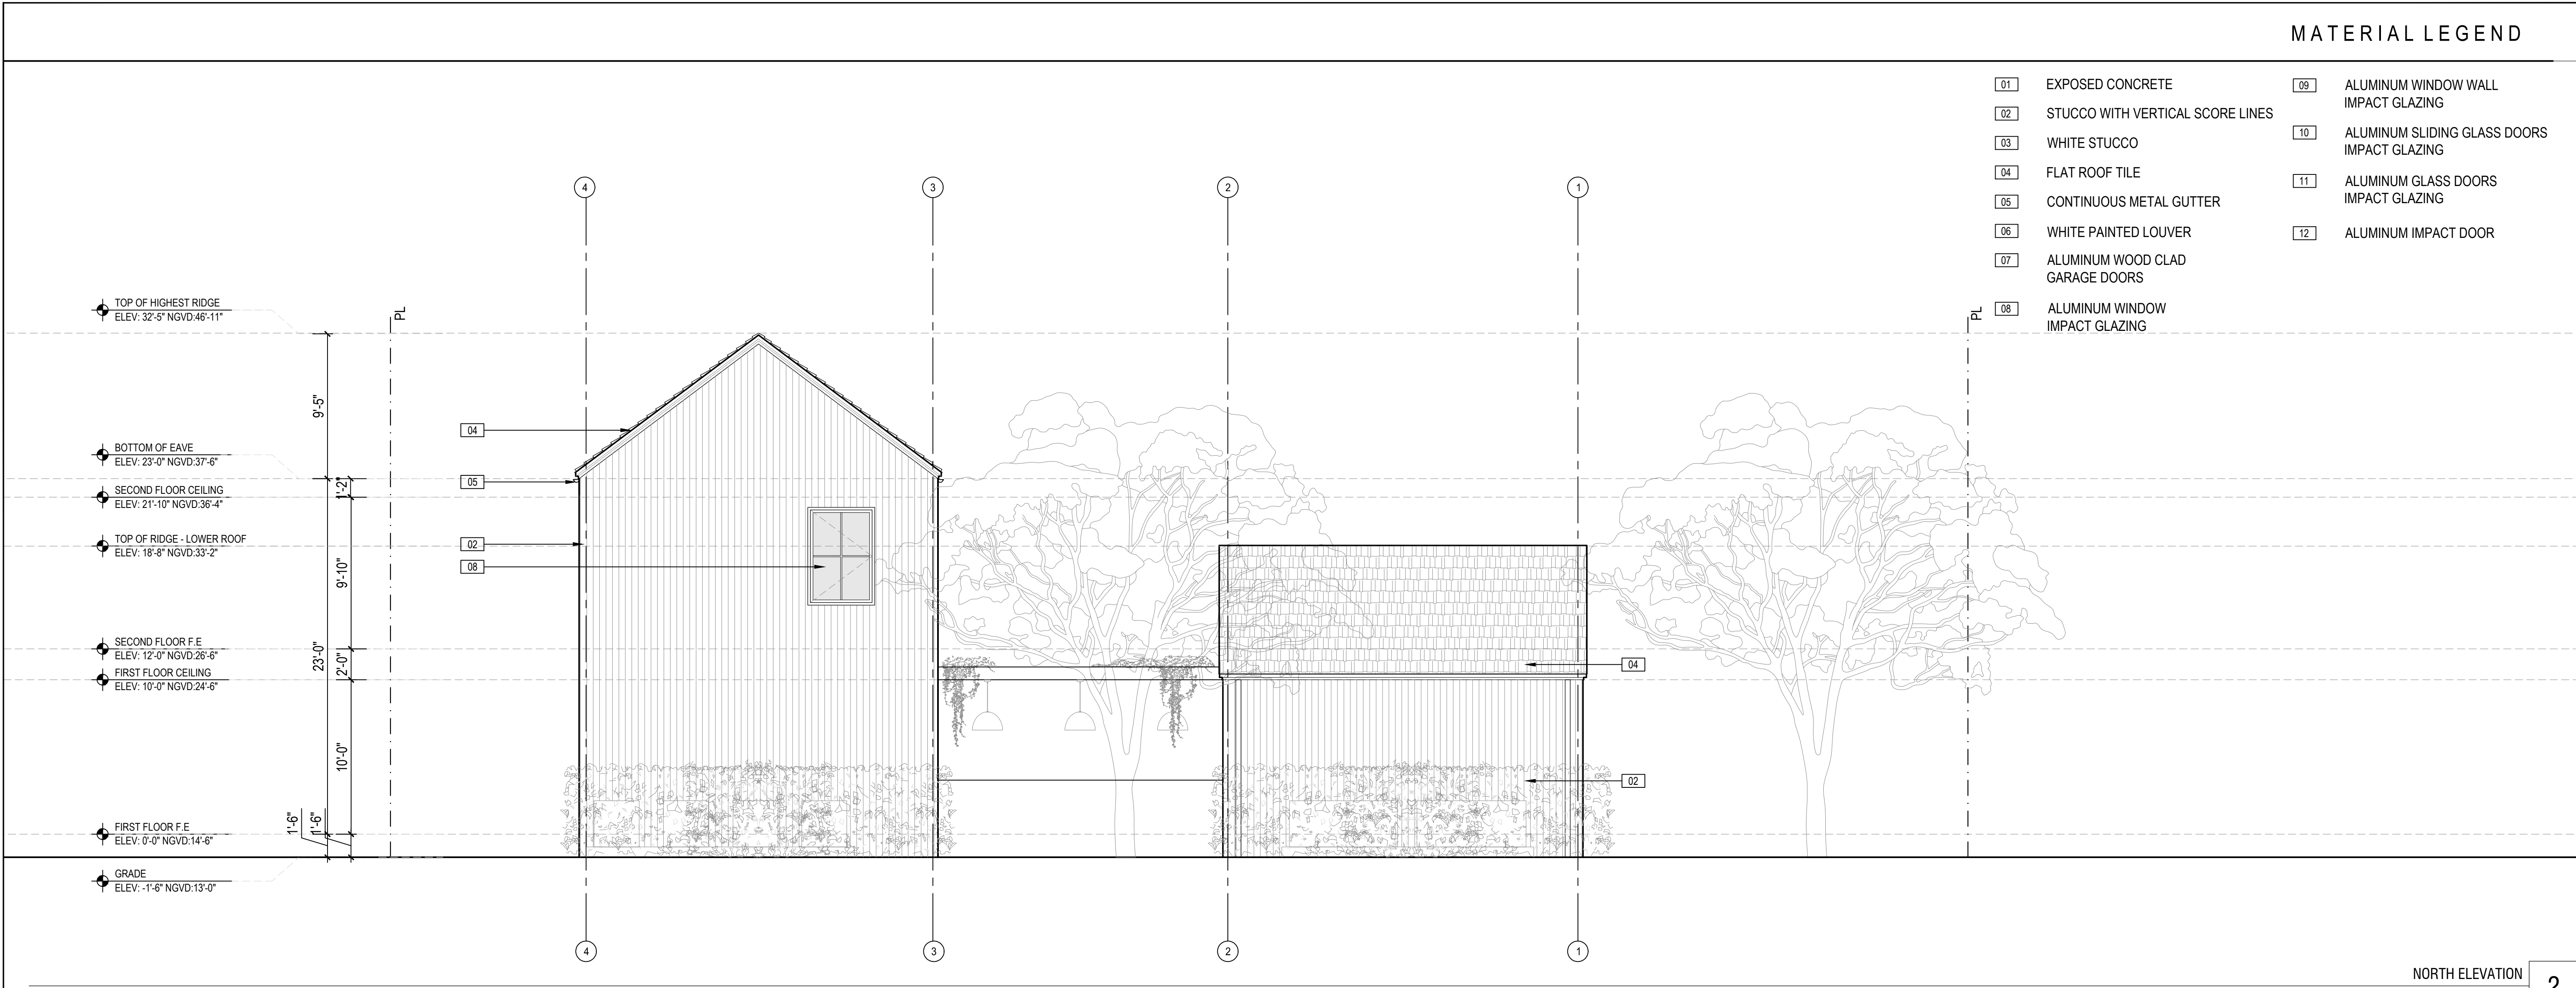 MATERIAL LEGEND
01 EXPOSED CONCRETE
02 STUCCO WITH VERTICAL SCORE LINES
03 WHITE STUCCO
04 FLAT ROOF TILE
05 CONTINUOUS METAL GUTTER
06 WHITE PAINTED LOUVER
07 ALUMINUM WOOD CLAD
GARAGE DOORS
08 ALUMINUM WINDOW
IMPACT GLAZING
09 ALUMINUM WINDOW WALL
IMPACT GLAZING
10 ALUMINUM SLIDING GLASS DOORS
IMPACT GLAZING
11 ALUMINUM GLASS DOORS
IMPACT GLAZING
12 ALUMINUM IMPACT DOOR
4
3
2
1
TOP OF HIGHEST RIDGE
ELEV: 32'-5" NGVD:46'-11"
BOTTOM OF EAVE
ELEV: 23'-0" NGVD:37'-6"
SECOND FLOOR CEILING
ELEV: 21'-10" NGVD:36'-4"
TOP OF RIDGE - LOWER ROOF
ELEV: 18'-8" NGVD:33'-2"
SECOND FLOOR F.E
ELEV: 12'-0" NGVD:26'-6"
FIRST FLOOR CEILING
ELEV: 10'-0" NGVD:24'-6"
FIRST FLOOR F.E
ELEV: 0'-0" NGVD:14'-6"
GRADE
ELEV: -1'-6" NGVD:13'-0"
9'-5"
23'-0"
1'-2"
9'-10"
2'-0"
10'-0"
1'-6"
1'-6"
PL
PL
04
05
02
08
04
02
4
3
2
1
NORTH ELEVATION
2